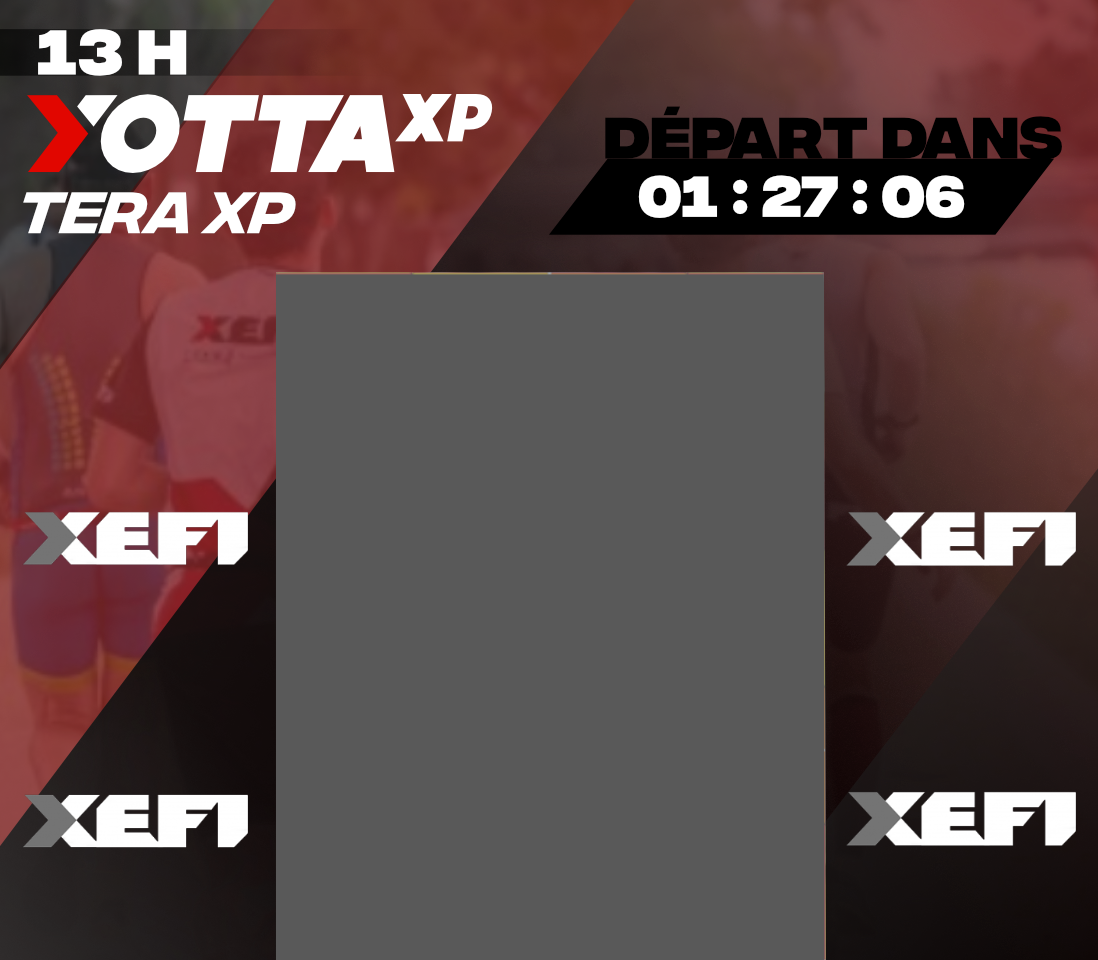 13 H
YOTTA XP
TERA XP
DÉPART DANS
01 : 27 : 06
XEFI
XEFI
XEFI
XEFI